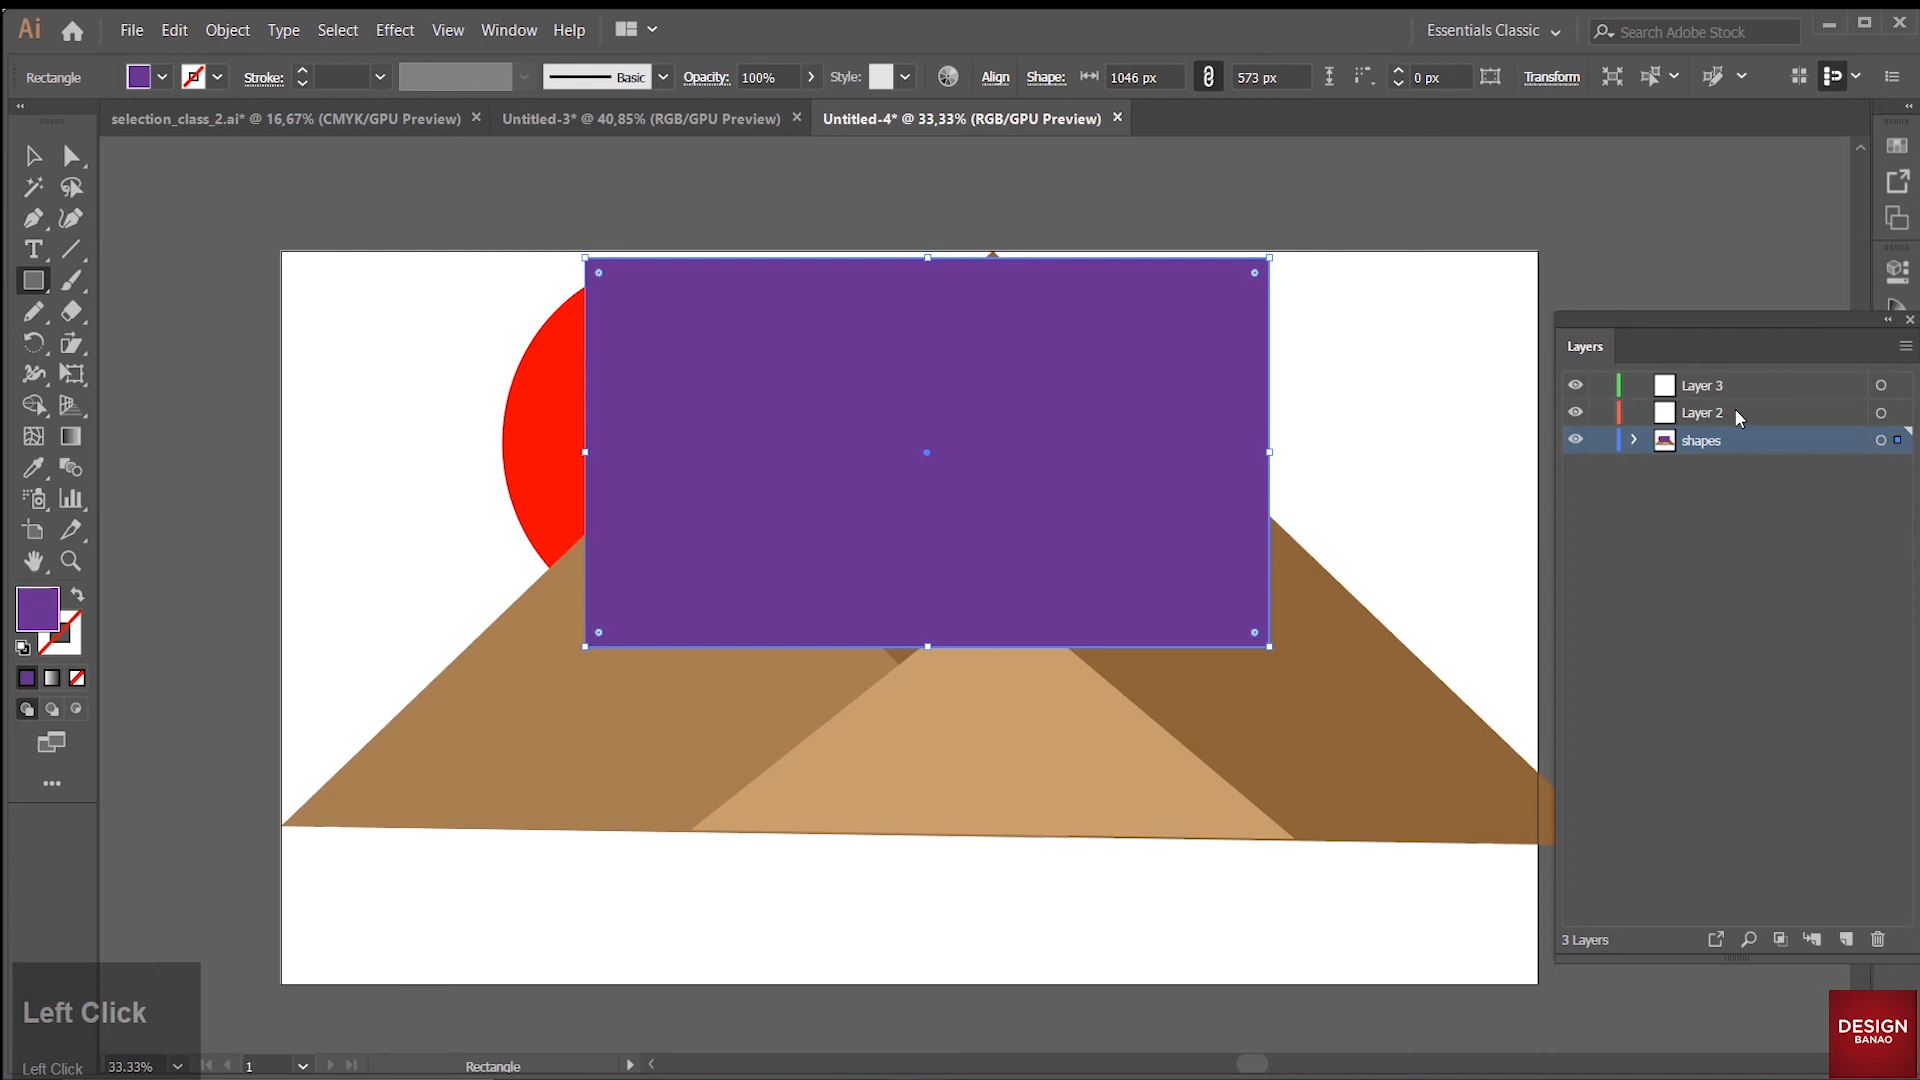 Ai File Edit Object Type Select Effect View Window Help Essentials Classic Search Adobe Stock
Rectangle Stroke: Basic Opacity: 100% Style: Align Shape: 1046 px 573 px 0 px Transform
selection_class_2.ai* @ 16,67% (CMYK/GPU Preview) Untitled-3* @ 40,85% (RGB/GPU Preview) Untitled-4* @ 33,33% (RGB/GPU Preview)
Layers
Layer 3
Layer 2
shapes
3 Layers
Left Click
Left Click
33.33% 1 Rectangle
DESIGN
BANAO